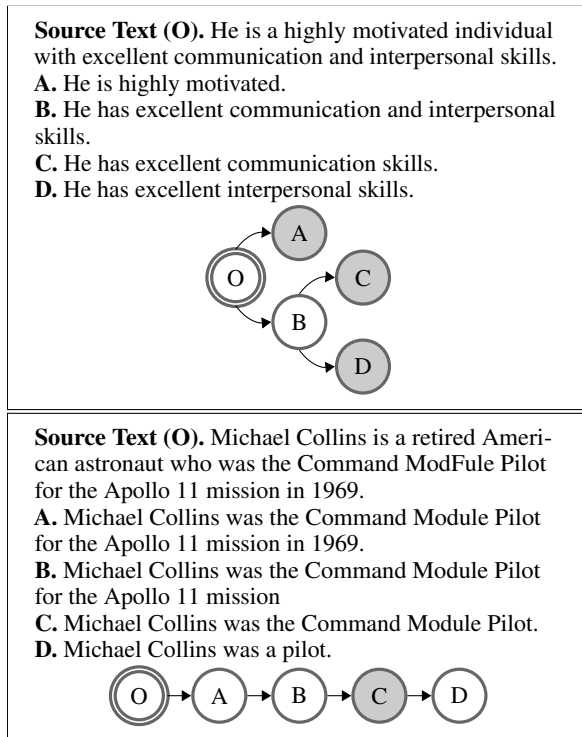 Source Text (O). He is a highly motivated individual
with excellent communication and interpersonal skills.
A. He is highly motivated.
B. He has excellent communication and interpersonal
skills.
C. He has excellent communication skills.
D. He has excellent interpersonal skills.
A
O
C
B
D
Source Text (O). Michael Collins is a retired Ameri-
can astronaut who was the Command ModFule Pilot
for the Apollo 11 mission in 1969.
A. Michael Collins was the Command Module Pilot
for the Apollo 11 mission in 1969.
B. Michael Collins was the Command Module Pilot
for the Apollo 11 mission
C. Michael Collins was the Command Module Pilot.
D. Michael Collins was a pilot.
O A B C D